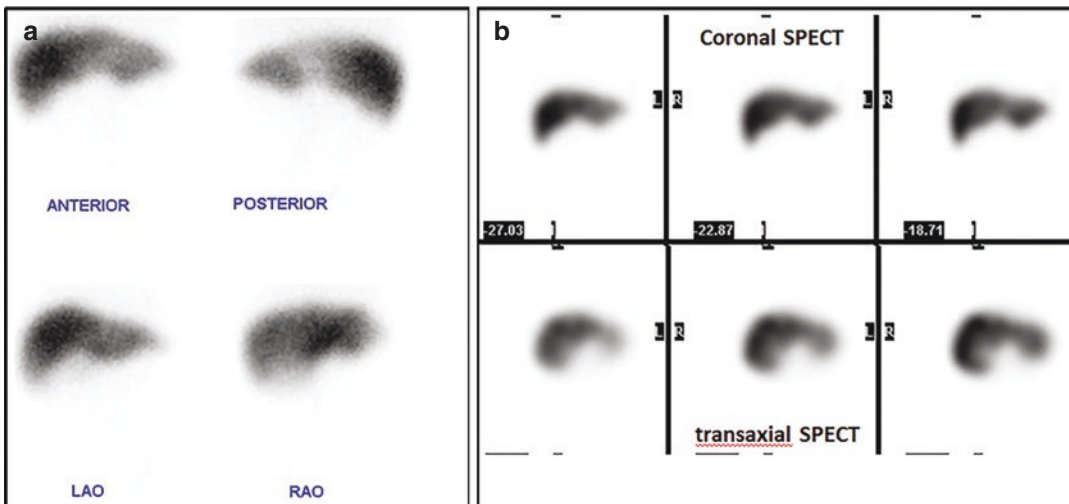 a
ANTERIOR
POSTERIOR
LAO
RAO
b
Coronal SPECT
L R
L R
-27.03
-22.87
-18.71
L R
L R
transaxial SPECT